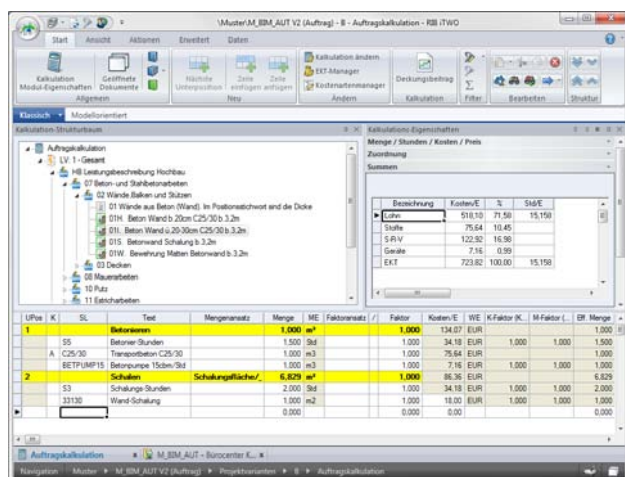 \Muster\M_BIM_AUT V2 (Auftrag) - B - Auftragskalkulation - RIB iTWO
Start Ansicht Aktionen Erweitert Daten
Kalkulation Modul-Eigenschaften
Geöffnete Dokumente
Nächste Unterposition
Zeile einfügen
Zeile anfügen
Kalkulation ändern
EKT-Manager
Kostenartenmanager
Deckungsbeitrag
Allgemein Neu Ändern Kalkulation Filter Bearbeiten Struktur
Klassisch Modellorientiert
Kalkulation-Strukturbaum
Auftragskalkulation
LV: 1 - Gesamt
HB Leistungsbeschreibung Hochbau
07 Beton- und Stahlbetonarbeiten
02 Wände,Balken und Stützen
01 Wände aus Beton (Wand). Im Positionsstichwort sind die Dicke
01H. Beton Wand b 20cm C25/30 b.3,2m
01I. Beton Wand ü.20-30cm C25/30 b.3,2m
01S. Betonwand Schalung b.3,2m
01W. Bewehrung Matten Betonwand b.3,2m
03 Decken
08 Mauerarbeiten
10 Putz
11 Estricharbeiten
Kalkulations-Eigenschaften
Menge / Stunden / Kosten / Preis
Zuordnung
Summen
Bezeichnung Kosten/E % Std/E
Lohn 518,10 71,58 15,158
Stoffe 75,64 10,45
S-R-V 122,92 16,98
Geräte 7,16 0,99
EKT 723,82 100,00 15,158
UPos K SL Text Mengenansatz Menge ME Faktoransatz / Faktor Kosten/E WE K-Faktor (K... M-Faktor (... Eff. Menge
1 Betonieren 1,000 m³ 1,000 134,07 EUR 1,000
S5 Betonier-Stunden 1,500 Std 1,000 34,18 EUR 1,000 1,000 1,500
A C25/30 Transportbeton C25/30 1,000 m3 1,000 75,64 EUR 1,000
BETPUMP15 Betonpumpe 15cbm/Std 1,000 m3 1,000 7,16 EUR 1,000 1,000 1,000
2 Schalen Schalungsfläche/_ 6,829 m² 1,000 86,36 EUR 6,829
S3 Schalungs-Stunden 2,000 Std 1,000 34,18 EUR 1,000 1,000 2,000
33130 Wand-Schalung 1,000 m2 1,000 18,00 EUR 1,000 1,000 1,000
0,000 1,000 0,00 0,000
Auftragskalkulation M_BIM_AUT - Bürocenter K...
Navigation Muster M_BIM_AUT V2 (Auftrag) Projektvarianten B Auftragskalkulation